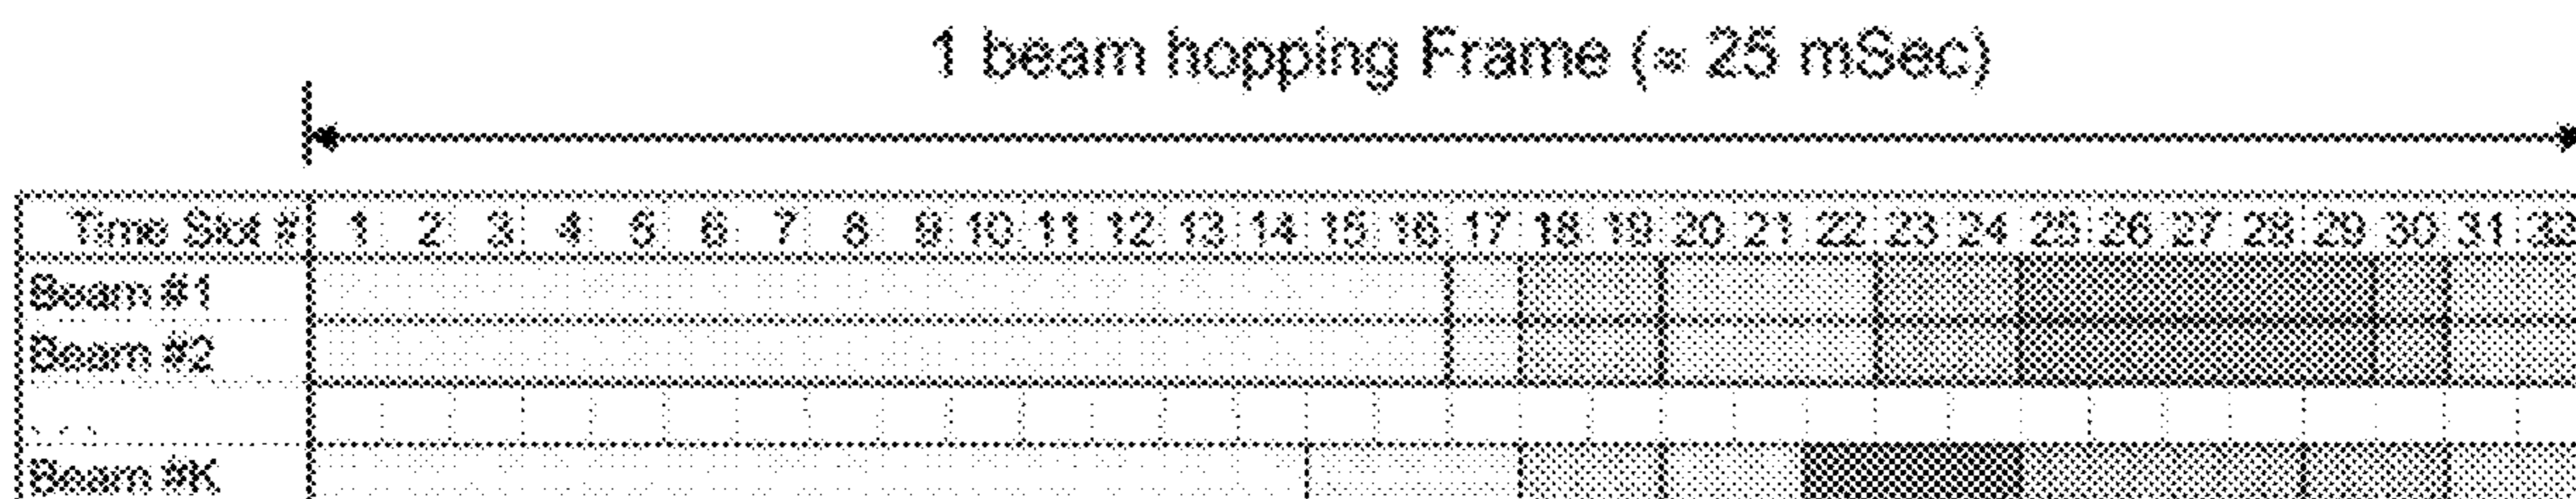 1 beam hopping Frame (≈ 25 mSec)
Time Slot # 1 2 3 4 5 6 7 8 9 10 11 12 13 14 15 16 17 18 19 20 21 22 23 24 25 26 27 28 29 30 31 32
Beam #1
Beam #2
. . .
Beam #K